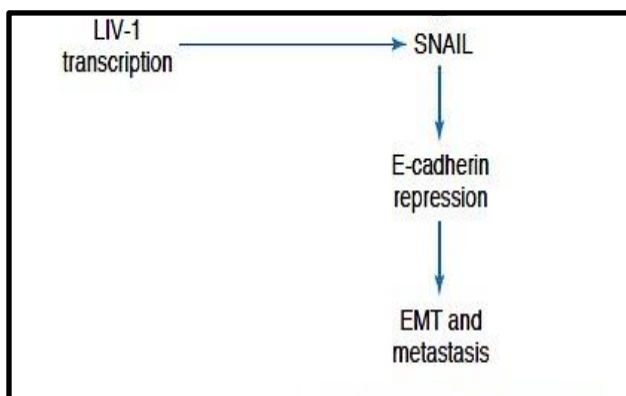 LIV-1
transcription
SNAIL
E-cadherin
repression
EMT and
metastasis